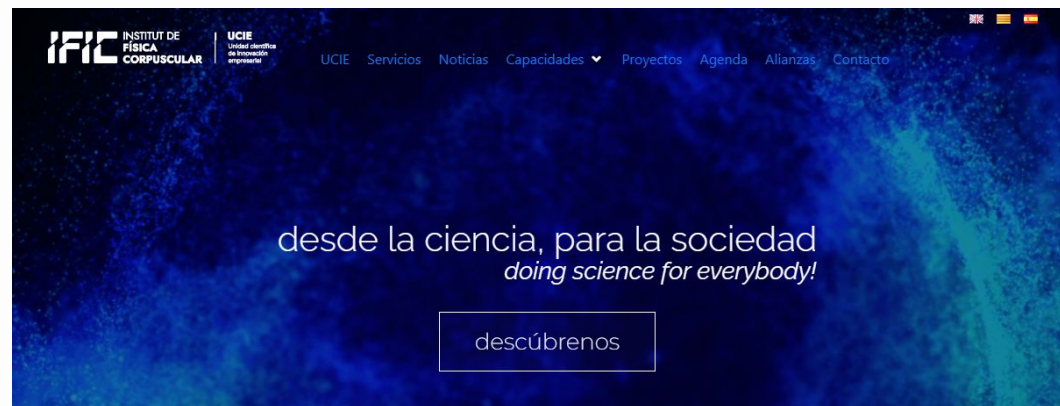 IFIC
INSTITUT DE
FÍSICA
CORPUSCULAR
UCIE
Unidad científica
de innovación
empresarial
UCIE Servicios Noticias Capacidades Proyectos Agenda Alianzas Contacto
desde la ciencia, para la sociedad
doing science for everybody!
descúbrenos